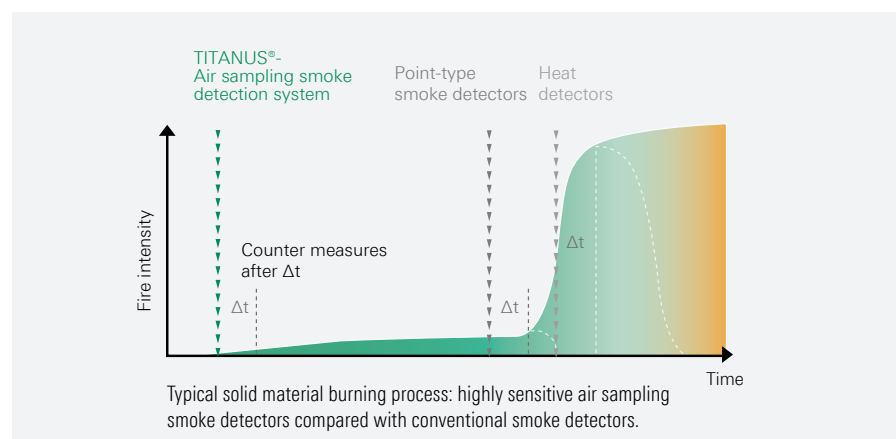 TITANUS®-
Air sampling smoke
detection system
Point-type
smoke detectors
Heat
detectors
Fire intensity
Counter measures
after Δt
Δt
Δt
Δt
Time
Typical solid material burning process: highly sensitive air sampling
smoke detectors compared with conventional smoke detectors.